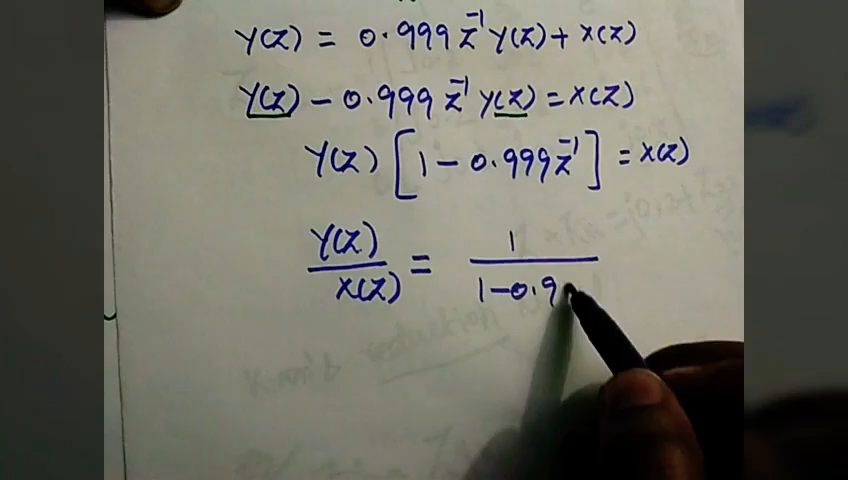 Y(Z) = 0.999 Z⁻¹ Y(Z) + X(Z)
Y(Z) - 0.999 Z⁻¹ Y(Z) = X(Z)
Y(Z) [1 - 0.999 Z⁻¹] = X(Z)
Y(Z)/X(Z) = 1/1-0.9